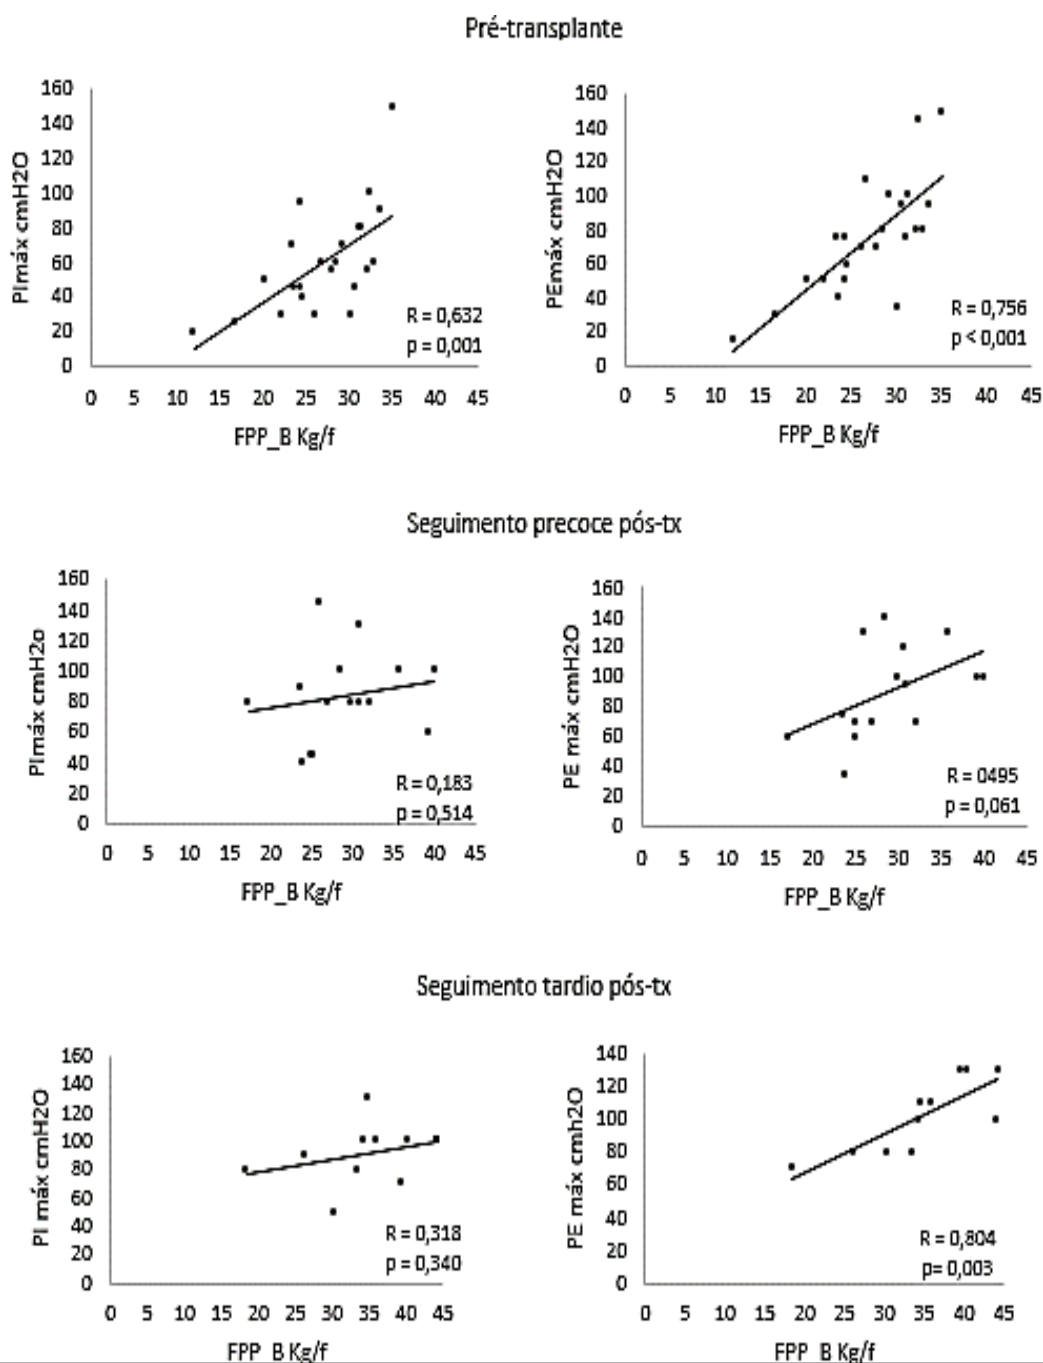 Pré-transplante
PImáx cmH2O
160
140
120
100
80
60
40
20
0
R = 0,632
p = 0,001
0 5 10 15 20 25 30 35 40 45
FPP_B Kg/f
PEmáx cmH2O
160
140
120
100
80
60
40
20
0
R = 0,756
p < 0,001
0 5 10 15 20 25 30 35 40 45
FPP_B Kg/f
Seguimento precoce pós-tx
PImáx cmH2o
160
140
120
100
80
60
40
20
0
R = 0,183
p = 0,514
0 5 10 15 20 25 30 35 40 45
FPP_B Kg/f
PE máx cmH2O
160
140
120
100
80
60
40
20
0
R = 0495
p = 0,061
0 5 10 15 20 25 30 35 40 45
FPP_B Kg/f
Seguimento tardio pós-tx
PI máx cmH2O
160
140
120
100
80
60
40
20
0
R = 0,318
p = 0,340
0 5 10 15 20 25 30 35 40 45
FPP_B Kg/f
PE máx cmh2O
140
120
100
80
60
40
20
0
R = 0,804
p= 0,003
0 5 10 15 20 25 30 35 40 45
FPP_B Kg/f